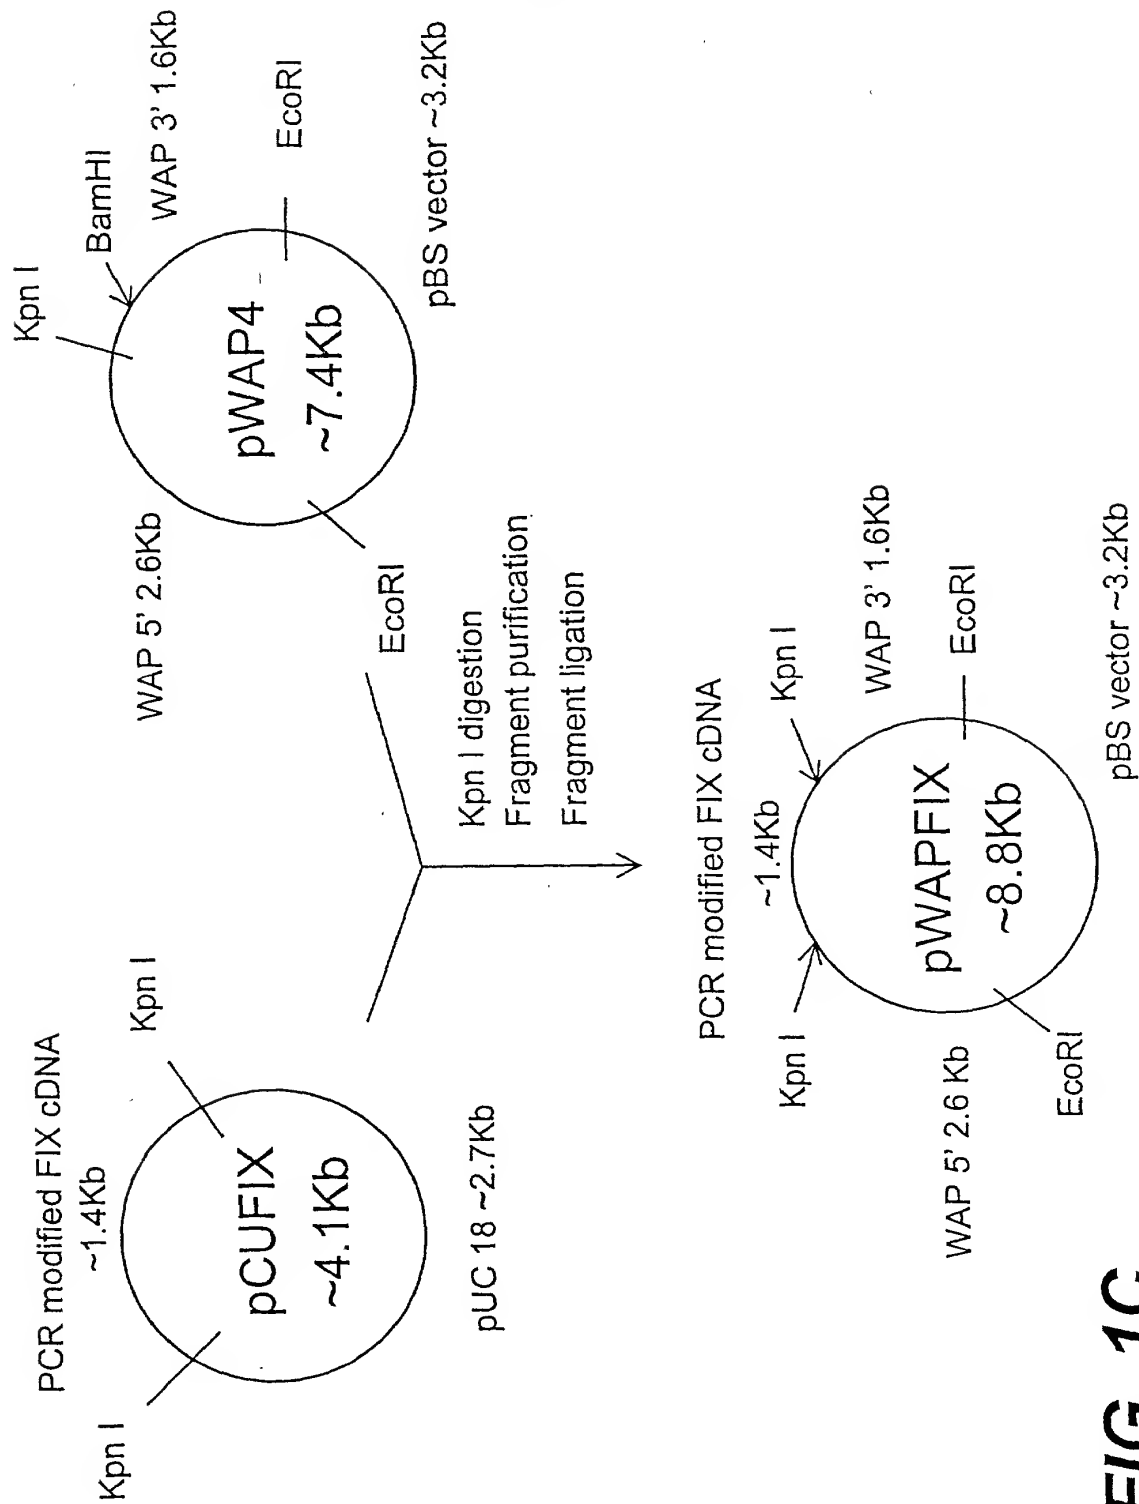 PCR modified FIX cDNA
~1.4Kb
Kpn I
Kpn I
pCUFIX
~4.1Kb
pUC 18 ~2.7Kb
Kpn I
BamHI
WAP 5' 2.6Kb
WAP 3' 1.6Kb
pWAP4
~7.4Kb
EcoRI
EcoRI
pBS vector ~3.2Kb
Kpn I digestion
Fragment purification
Fragment ligation
PCR modified FIX cDNA
~1.4Kb
Kpn I
Kpn I
WAP 5' 2.6 Kb
WAP 3' 1.6Kb
pWAPFIX
~8.8Kb
EcoRI
EcoRI
pBS vector ~3.2Kb
FIG. 1C